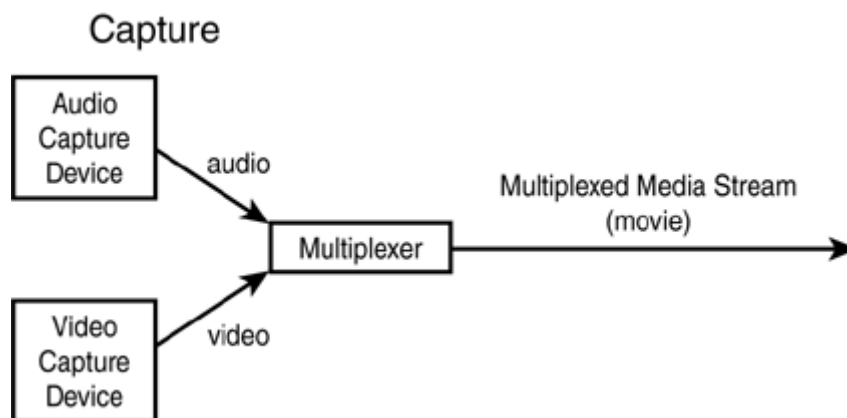 Capture
Audio
Capture
Device
audio
Multiplexed Media Stream
(movie)
Multiplexer
video
Video
Capture
Device